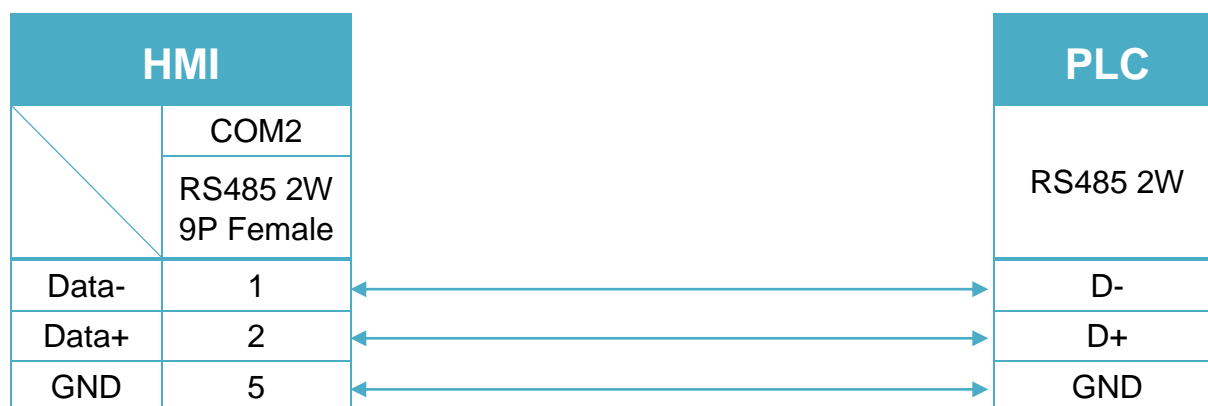 HMI PLC
COM2
RS485 2W
9P Female
RS485 2W
Data- 1 D-
Data+ 2 D+
GND 5 GND